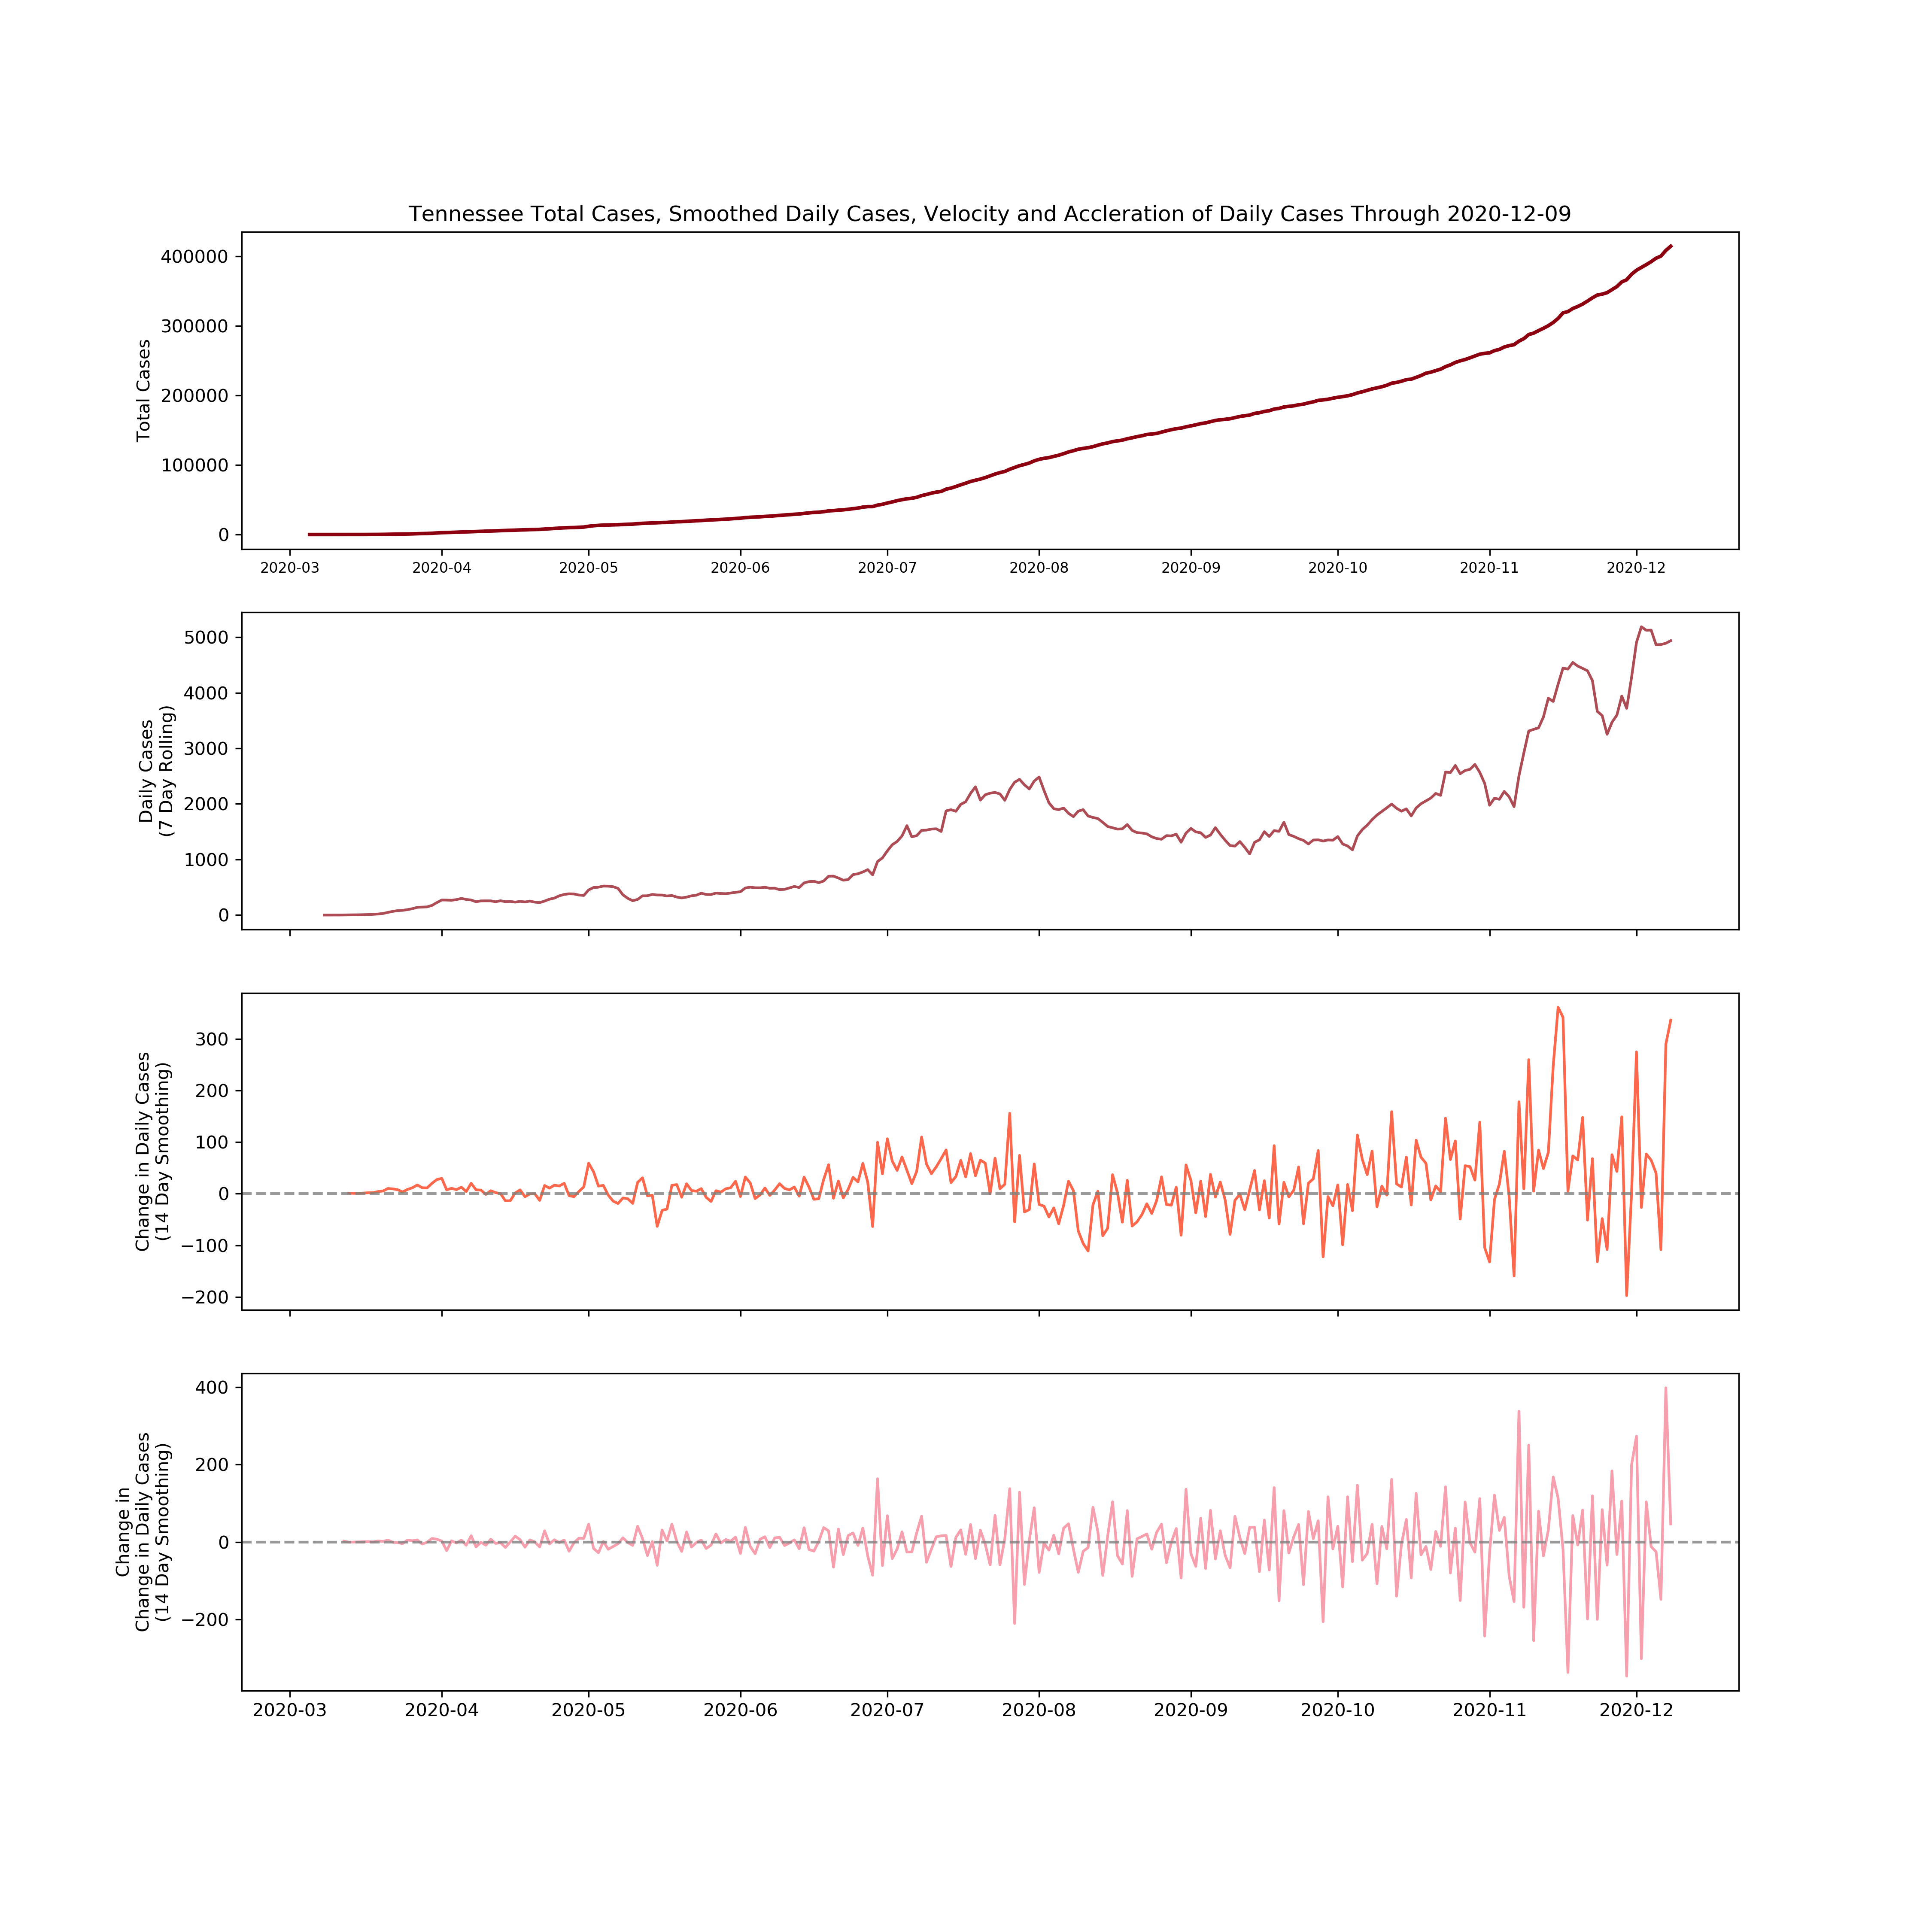 Tennessee Total Cases, Smoothed Daily Cases, Velocity and Accleration of Daily Cases Through 2020-12-09
Total Cases
400000
300000
200000
100000
0
2020-03 2020-04 2020-05 2020-06 2020-07 2020-08 2020-09 2020-10 2020-11 2020-12
Daily Cases
(7 Day Rolling)
5000
4000
3000
2000
1000
0
Change in Daily Cases
(14 Day Smoothing)
300
200
100
0
−100
−200
Change in
Change in Daily Cases
(14 Day Smoothing)
400
200
0
−200
2020-03 2020-04 2020-05 2020-06 2020-07 2020-08 2020-09 2020-10 2020-11 2020-12